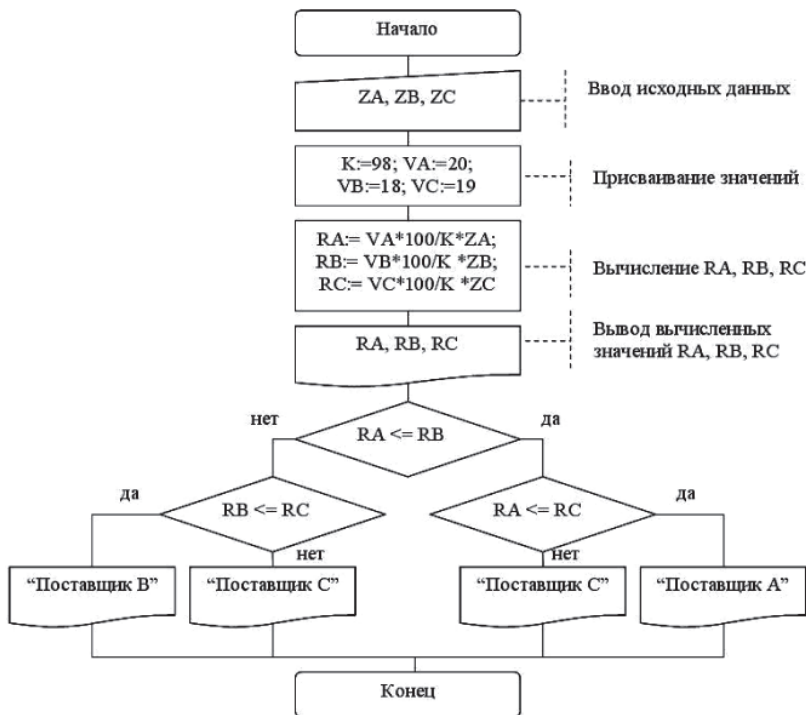 Начало
ZA, ZB, ZC
Ввод исходных данных
K:=98; VA:=20;
VB:=18; VC:=19
Присваивание значений
RA:= VA*100/K*ZA;
RB:= VB*100/K *ZB;
RC:= VC*100/K *ZC
Вычисление RA, RB, RC
RA, RB, RC
Вывод вычисленных
значений RA, RB, RC
нет
да
RA <= RB
да
RB <= RC
RA <= RC
да
нет
нет
“Поставщик B”
“Поставщик C”
“Поставщик C”
“Поставщик A”
Конец